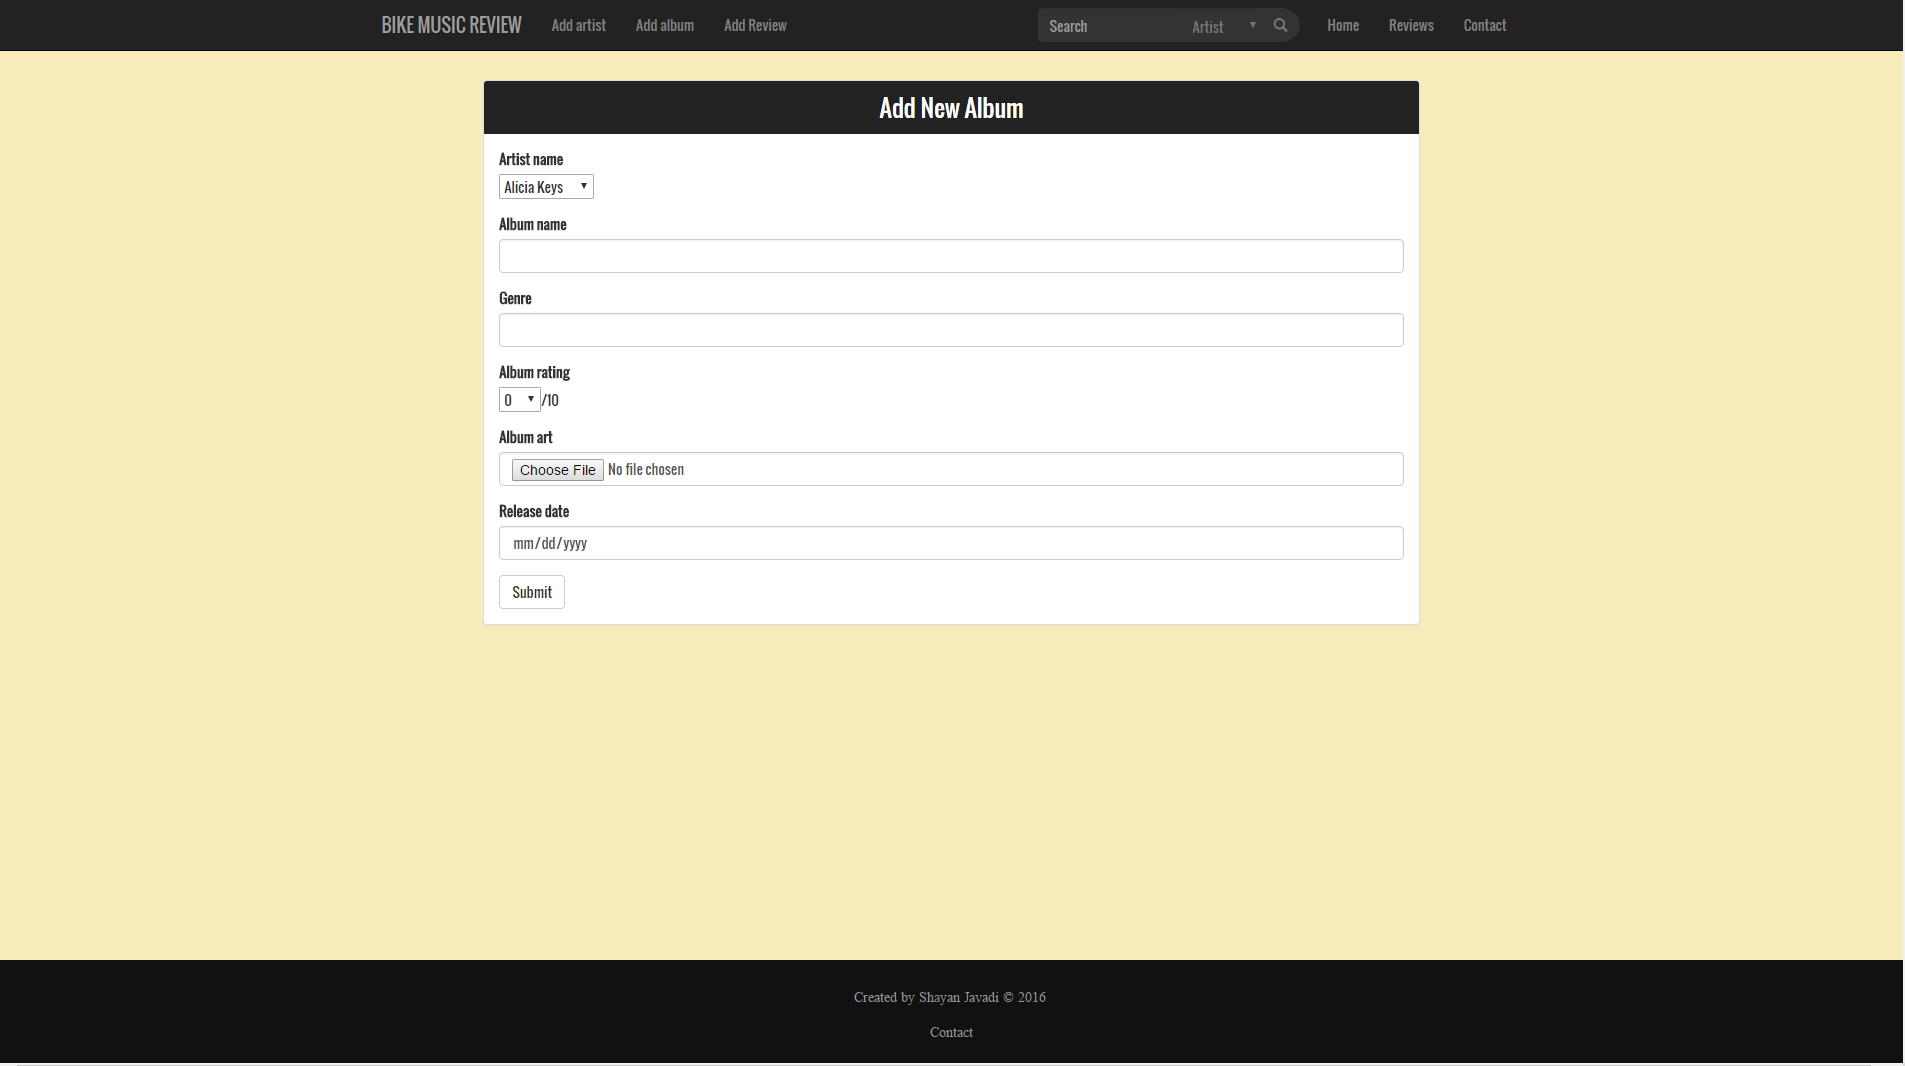 BIKE MUSIC REVIEW Add artist Add album Add Review Search Artist Home Reviews Contact
Add New Album
Artist name
Alicia Keys
Album name
Genre
Album rating
0 /10
Album art
Choose File No file chosen
Release date
mm/dd/yyyy
Submit
Created by Shayan Javadi © 2016
Contact